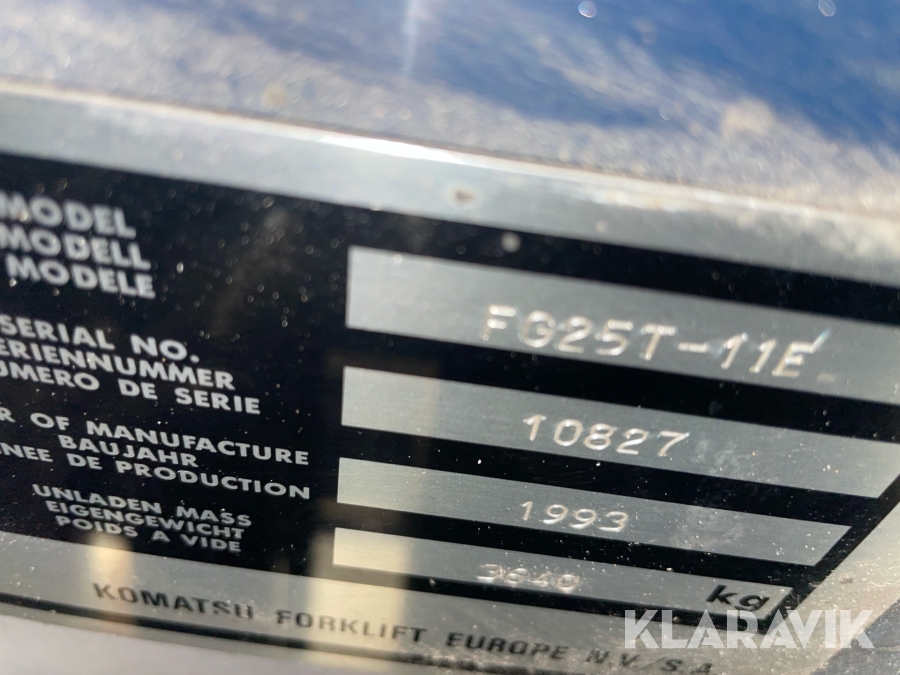 MODEL
MODELL
MODELE
FG25T-11E
SERIAL NO.
ERIENNUMMER
UMERO DE SERIE
10827
R OF MANUFACTURE
BAUJAHR
NEE DE PRODUCTION
1993
UNLADEN MASS
EIGENGEWICHT
POIDS A VIDE
3640 kg
KOMATSU FORKLIFT EUROPE N.V./S.A.
KLARAVIK